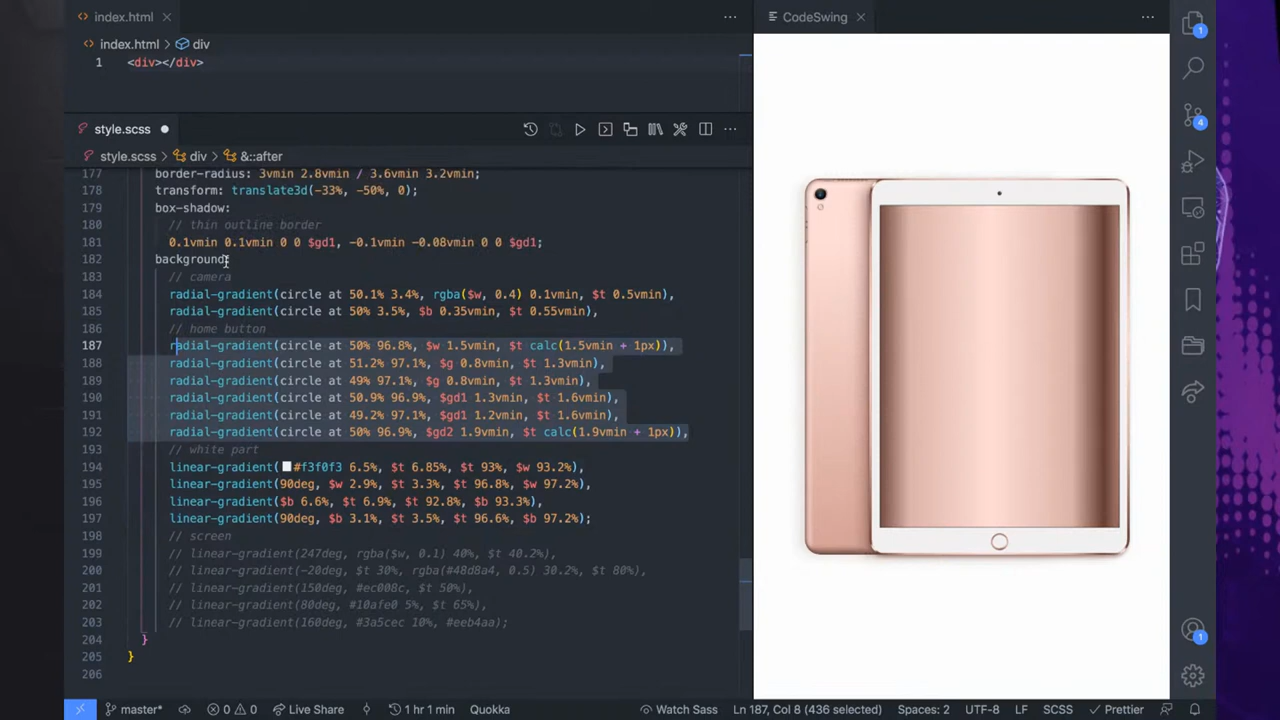 index.html
index.html > div
1 <div></div>
style.scss
style.scss > div > &::after
177 border-radius: 3vmin 2.8vmin / 3.6vmin 3.2vmin;
178 transform: translate3d(-33%, -50%, 0);
179 box-shadow:
180 // thin outline border
181 0.1vmin 0.1vmin 0 0 $gd1, -0.1vmin -0.08vmin 0 0 $gd1;
182 background:
183 // camera
184 radial-gradient(circle at 50.1% 3.4%, rgba($w, 0.4) 0.1vmin, $t 0.5vmin),
185 radial-gradient(circle at 50% 3.5%, $b 0.35vmin, $t 0.55vmin),
186 // home button
187 radial-gradient(circle at 50% 96.8%, $w 1.5vmin, $t calc(1.5vmin + 1px)),
188 radial-gradient(circle at 51.2% 97.1%, $g 0.8vmin, $t 1.3vmin),
189 radial-gradient(circle at 49% 97.1%, $g 0.8vmin, $t 1.3vmin),
190 radial-gradient(circle at 50.9% 96.9%, $gd1 1.3vmin, $t 1.6vmin),
191 radial-gradient(circle at 49.2% 97.1%, $gd1 1.2vmin, $t 1.6vmin),
192 radial-gradient(circle at 50% 96.9%, $gd2 1.9vmin, $t calc(1.9vmin + 1px)),
193 // white part
194 linear-gradient(#f3f0f3 6.5%, $t 6.85%, $t 93%, $w 93.2%),
195 linear-gradient(90deg, $w 2.9%, $t 3.3%, $t 96.8%, $w 97.2%),
196 linear-gradient($b 6.6%, $t 6.9%, $t 92.8%, $b 93.3%),
197 linear-gradient(90deg, $b 3.1%, $t 3.5%, $t 96.6%, $b 97.2%);
198 // screen
199 // linear-gradient(247deg, rgba($w, 0.1) 40%, $t 40.2%),
200 // linear-gradient(-20deg, $t 30%, rgba(#48d8a4, 0.5) 30.2%, $t 80%),
201 // linear-gradient(150deg, #ec008c, $t 50%),
202 // linear-gradient(80deg, #10afe0 5%, $t 65%),
203 // linear-gradient(160deg, #3a5cec 10%, #eeb4aa);
204 }
205 }
206
CodeSwing
1
4
1
master* 0 0 Live Share 1 hr 1 min Quokka Watch Sass Ln 187, Col 8 (436 selected) Spaces: 2 UTF-8 LF SCSS Prettier